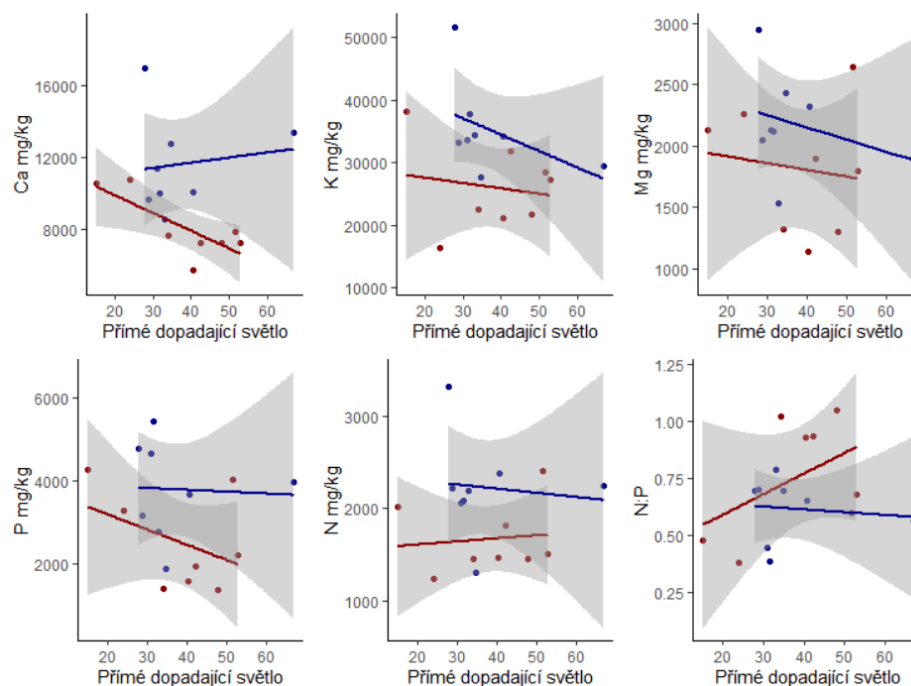 Ca mg/kg
16000
12000
8000
20 30 40 50 60
Přímé dopadající světlo
K mg/kg
50000
40000
30000
20000
10000
20 30 40 50 60
Přímé dopadající světlo
Mg mg/kg
3000
2500
2000
1500
1000
20 30 40 50 60
Přímé dopadající světlo
P mg/kg
6000
4000
2000
20 30 40 50 60
Přímé dopadající světlo
N mg/kg
3000
2000
1000
20 30 40 50 60
Přímé dopadající světlo
N:P
1.25
1.00
0.75
0.50
0.25
20 30 40 50 60
Přímé dopadající světlo